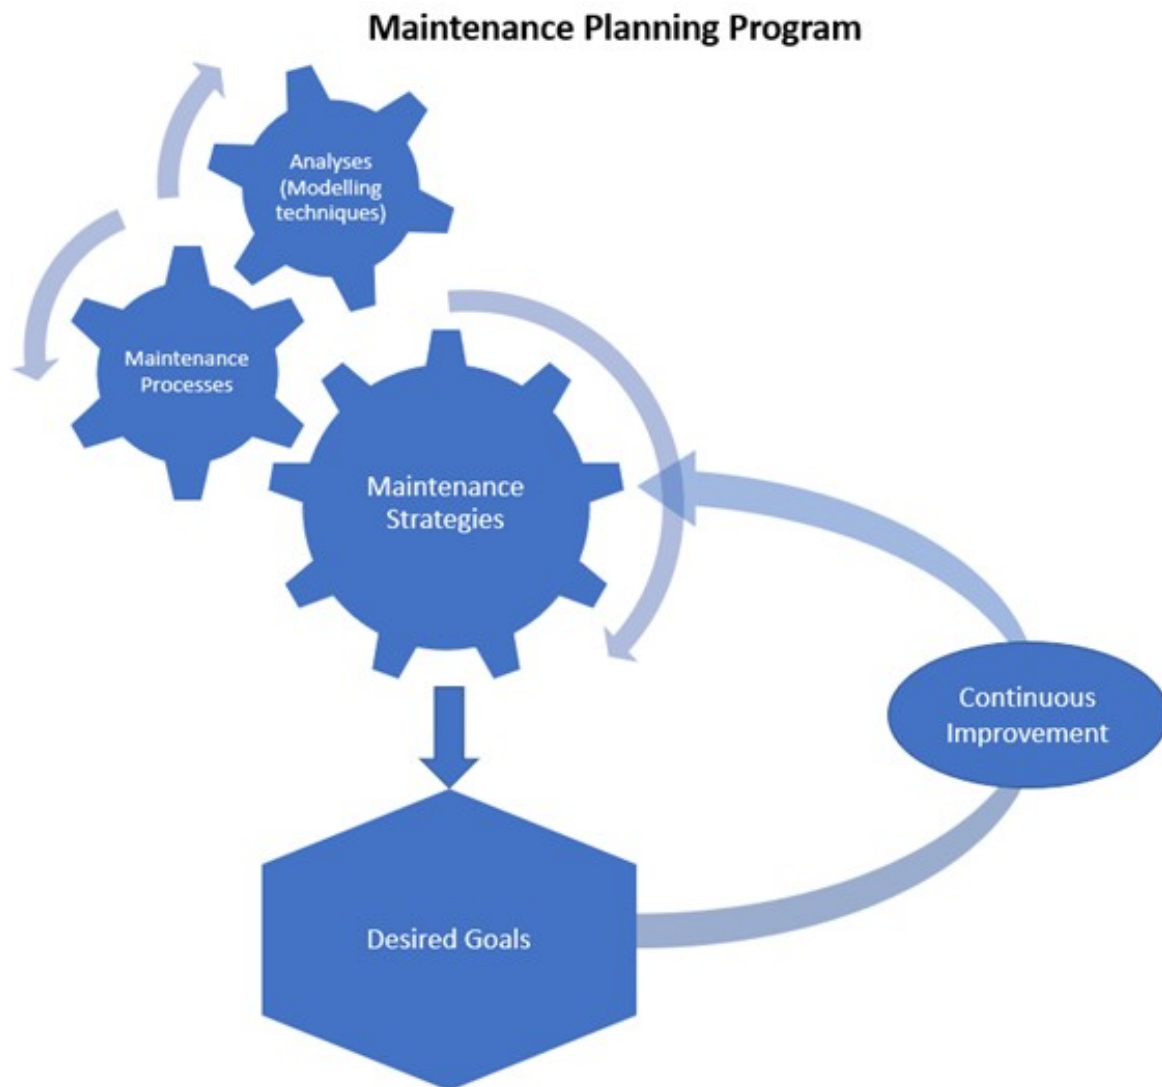 Maintenance Planning Program
Analyses
(Modelling
techniques)
Maintenance
Processes
Maintenance
Strategies
Continuous
Improvement
Desired Goals